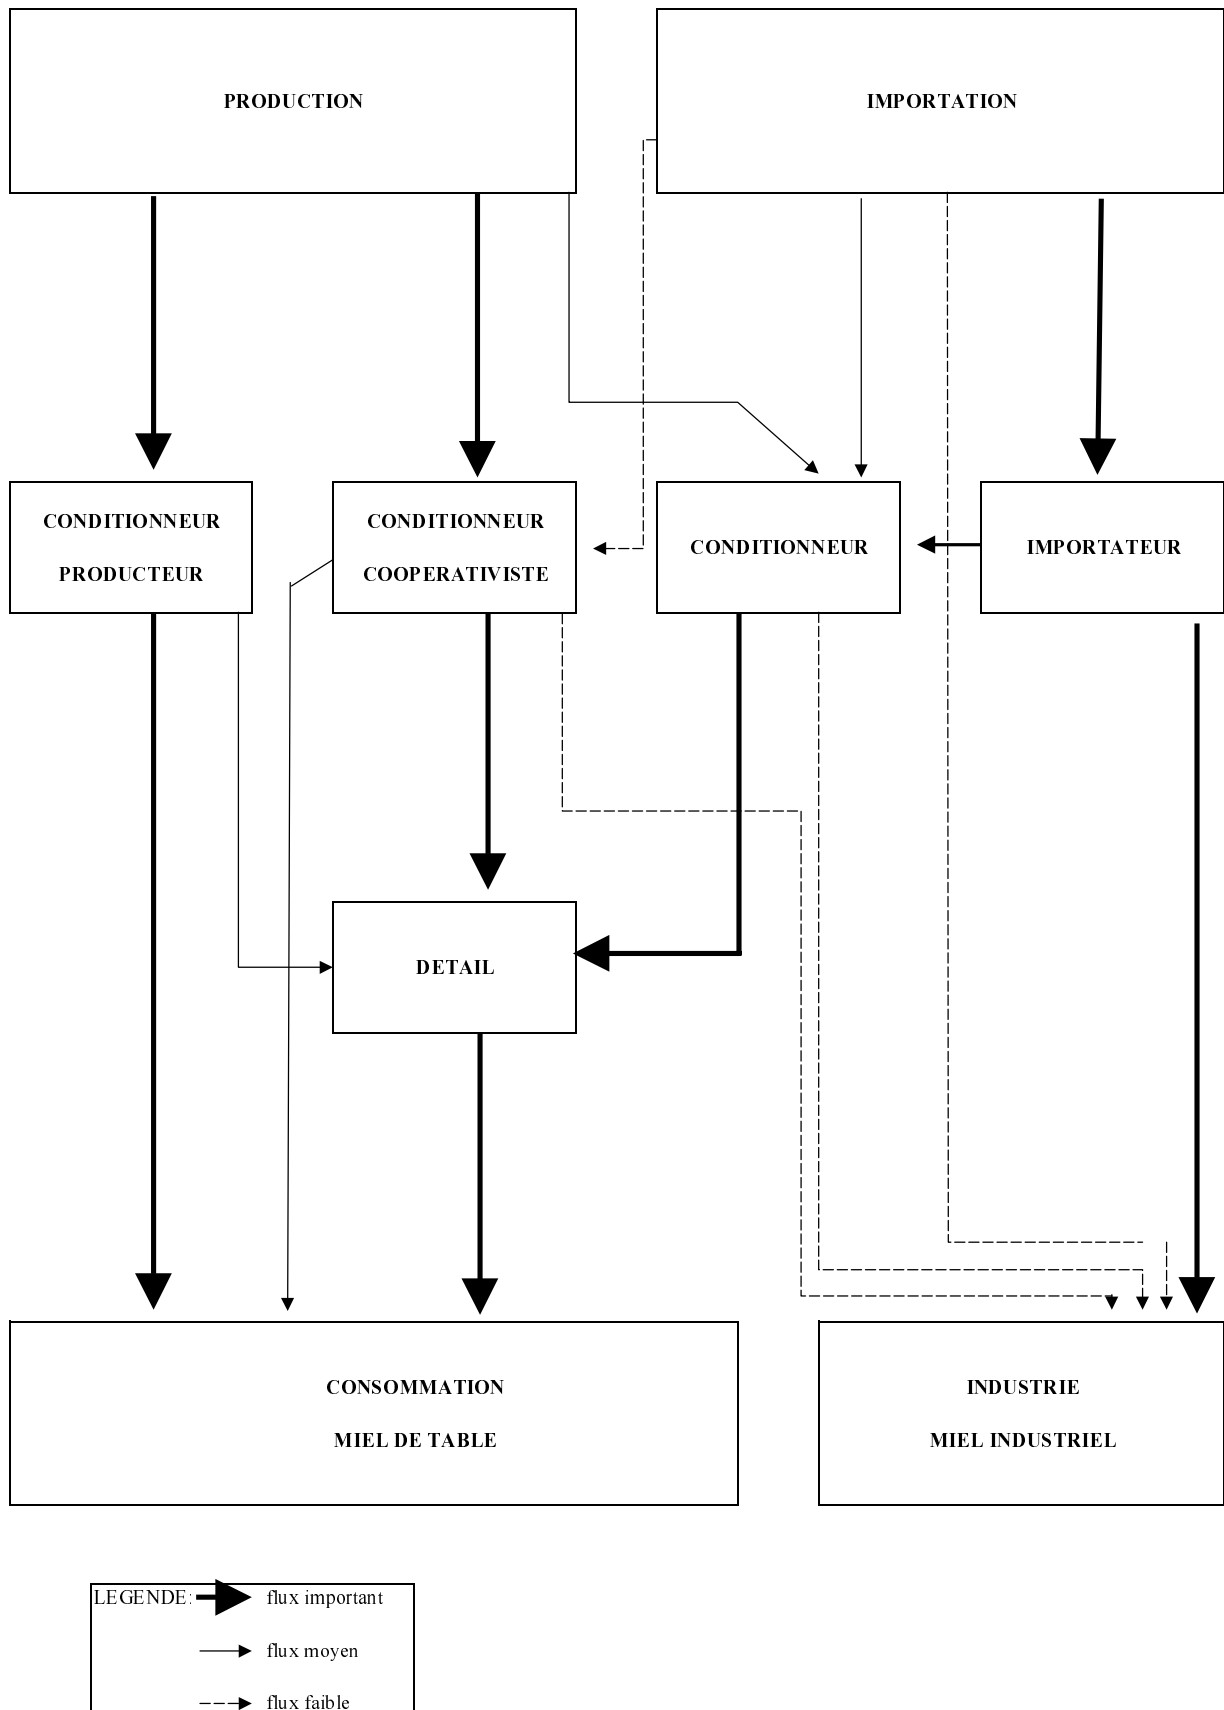 PRODUCTION
IMPORTATION
CONDITIONNEUR
PRODUCTEUR
CONDITIONNEUR
COOPERATIVISTE
CONDITIONNEUR
IMPORTATEUR
DETAIL
CONSOMMATION
MIEL DE TABLE
INDUSTRIE
MIEL INDUSTRIEL
LEGENDE: flux important
flux moyen
flux faible